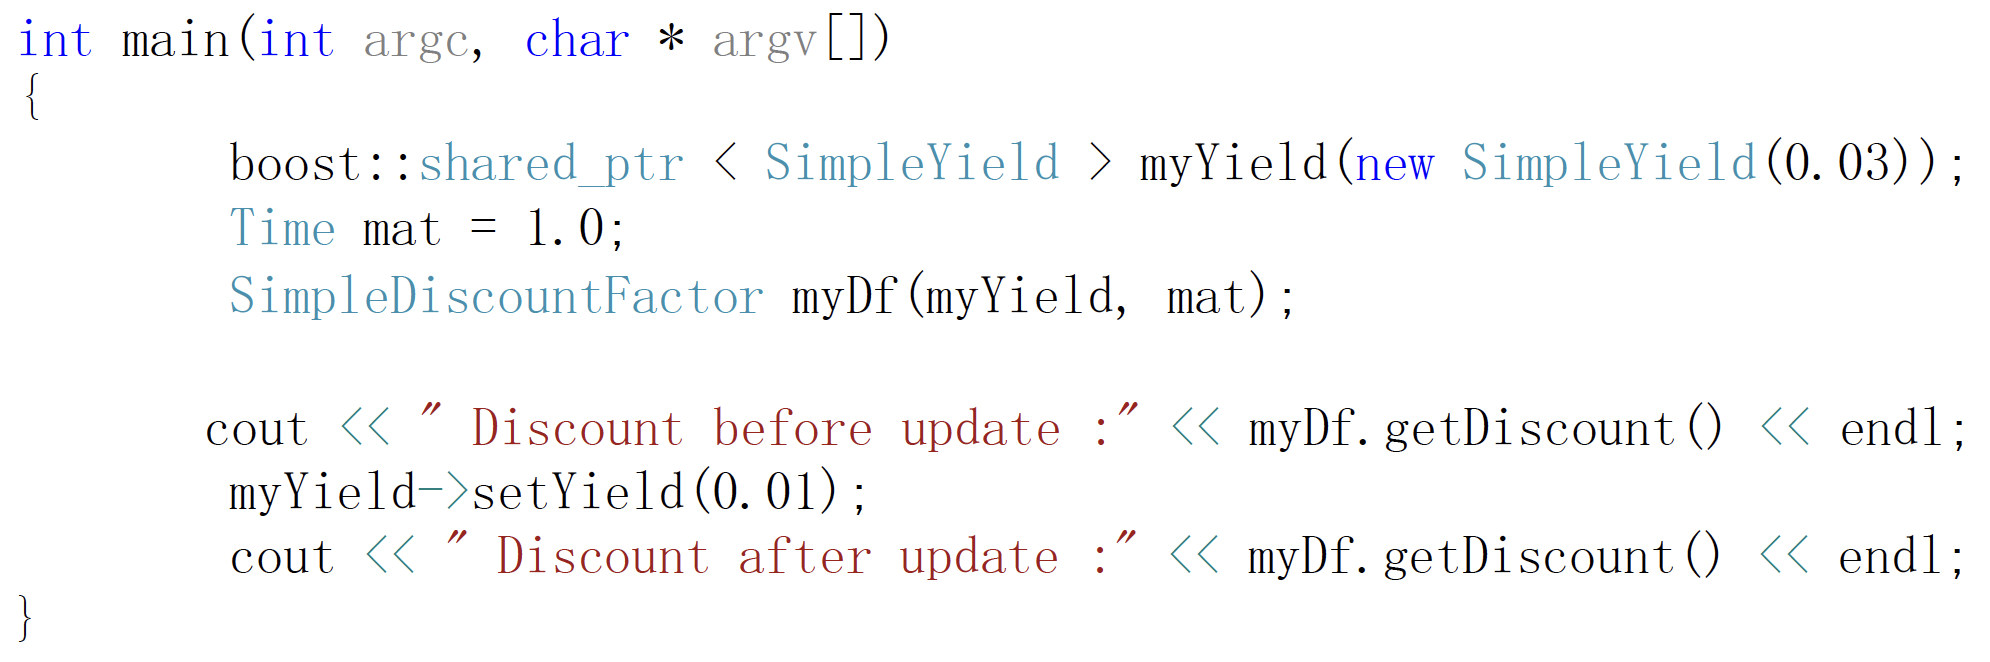 int main(int argc, char * argv[])
{
boost::shared_ptr < SimpleYield > myYield(new SimpleYield(0.03));
Time mat = 1.0;
SimpleDiscountFactor myDf(myYield, mat);
cout << " Discount before update :" << myDf.getDiscount() << endl;
myYield->setYield(0.01);
cout << " Discount after update :" << myDf.getDiscount() << endl;
}